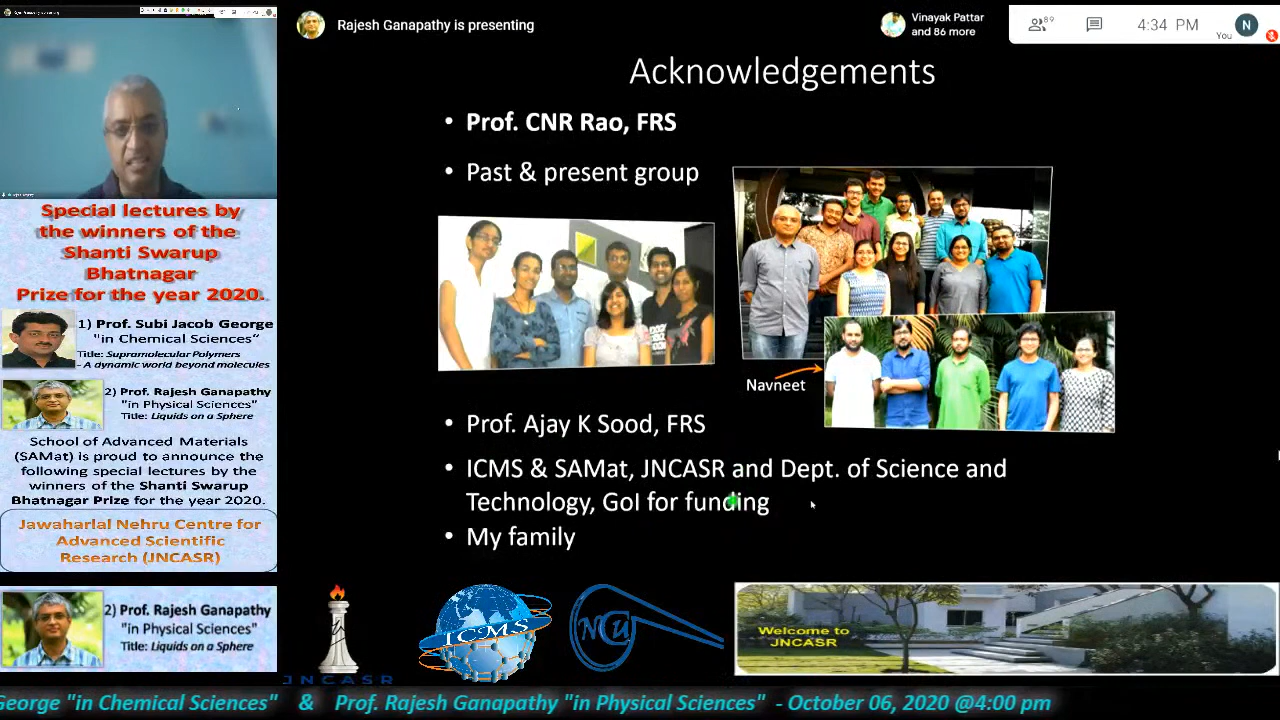 Rajesh Ganapathy is presenting
Vinayak Pattar
and 86 more
89
4:34 PM
You
N
Special lectures by
the winners of the
Shanti Swarup
Bhatnagar
Prize for the year 2020.
1) Prof. Subi Jacob George
"in Chemical Sciences"
Title: Supramolecular Polymers
- A dynamic world beyond molecules
2) Prof. Rajesh Ganapathy
"in Physical Sciences"
Title: Liquids on a Sphere
School of Advanced Materials
(SAMat) is proud to announce the
following special lectures by the
winners of the Shanti Swarup
Bhatnagar Prize for the year 2020.
Jawaharlal Nehru Centre for
Advanced Scientific
Research (JNCASR)
2) Prof. Rajesh Ganapathy
"in Physical Sciences"
Title: Liquids on a Sphere
Acknowledgements
• Prof. CNR Rao, FRS
• Past & present group
Navneet
• Prof. Ajay K Sood, FRS
• ICMS & SAMat, JNCASR and Dept. of Science and
Technology, GoI for funding
• My family
JNCASR
ICMS
NCU
Welcome to
JNCASR
George "in Chemical Sciences" & Prof. Rajesh Ganapathy "in Physical Sciences" - October 06, 2020 @4:00 pm